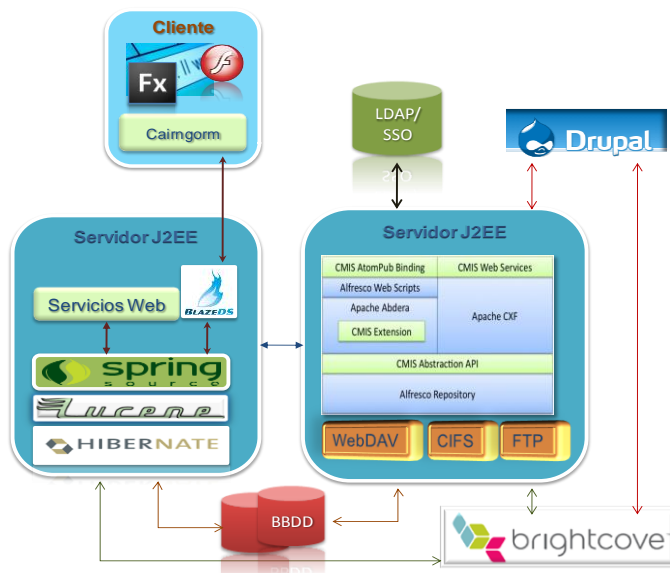 Cliente
Fx
Cairngorm
LDAP/
SSO
Drupal
Servidor J2EE
Servicios Web
BLAZEDS
spring
source
Lucene
HIBERNATE
Servidor J2EE
CMIS AtomPub Binding
CMIS Web Services
Alfresco Web Scripts
Apache Abdera
CMIS Extension
Apache CXF
CMIS Abstraction API
Alfresco Repository
WebDAV
CIFS
FTP
BBDD
brightcove